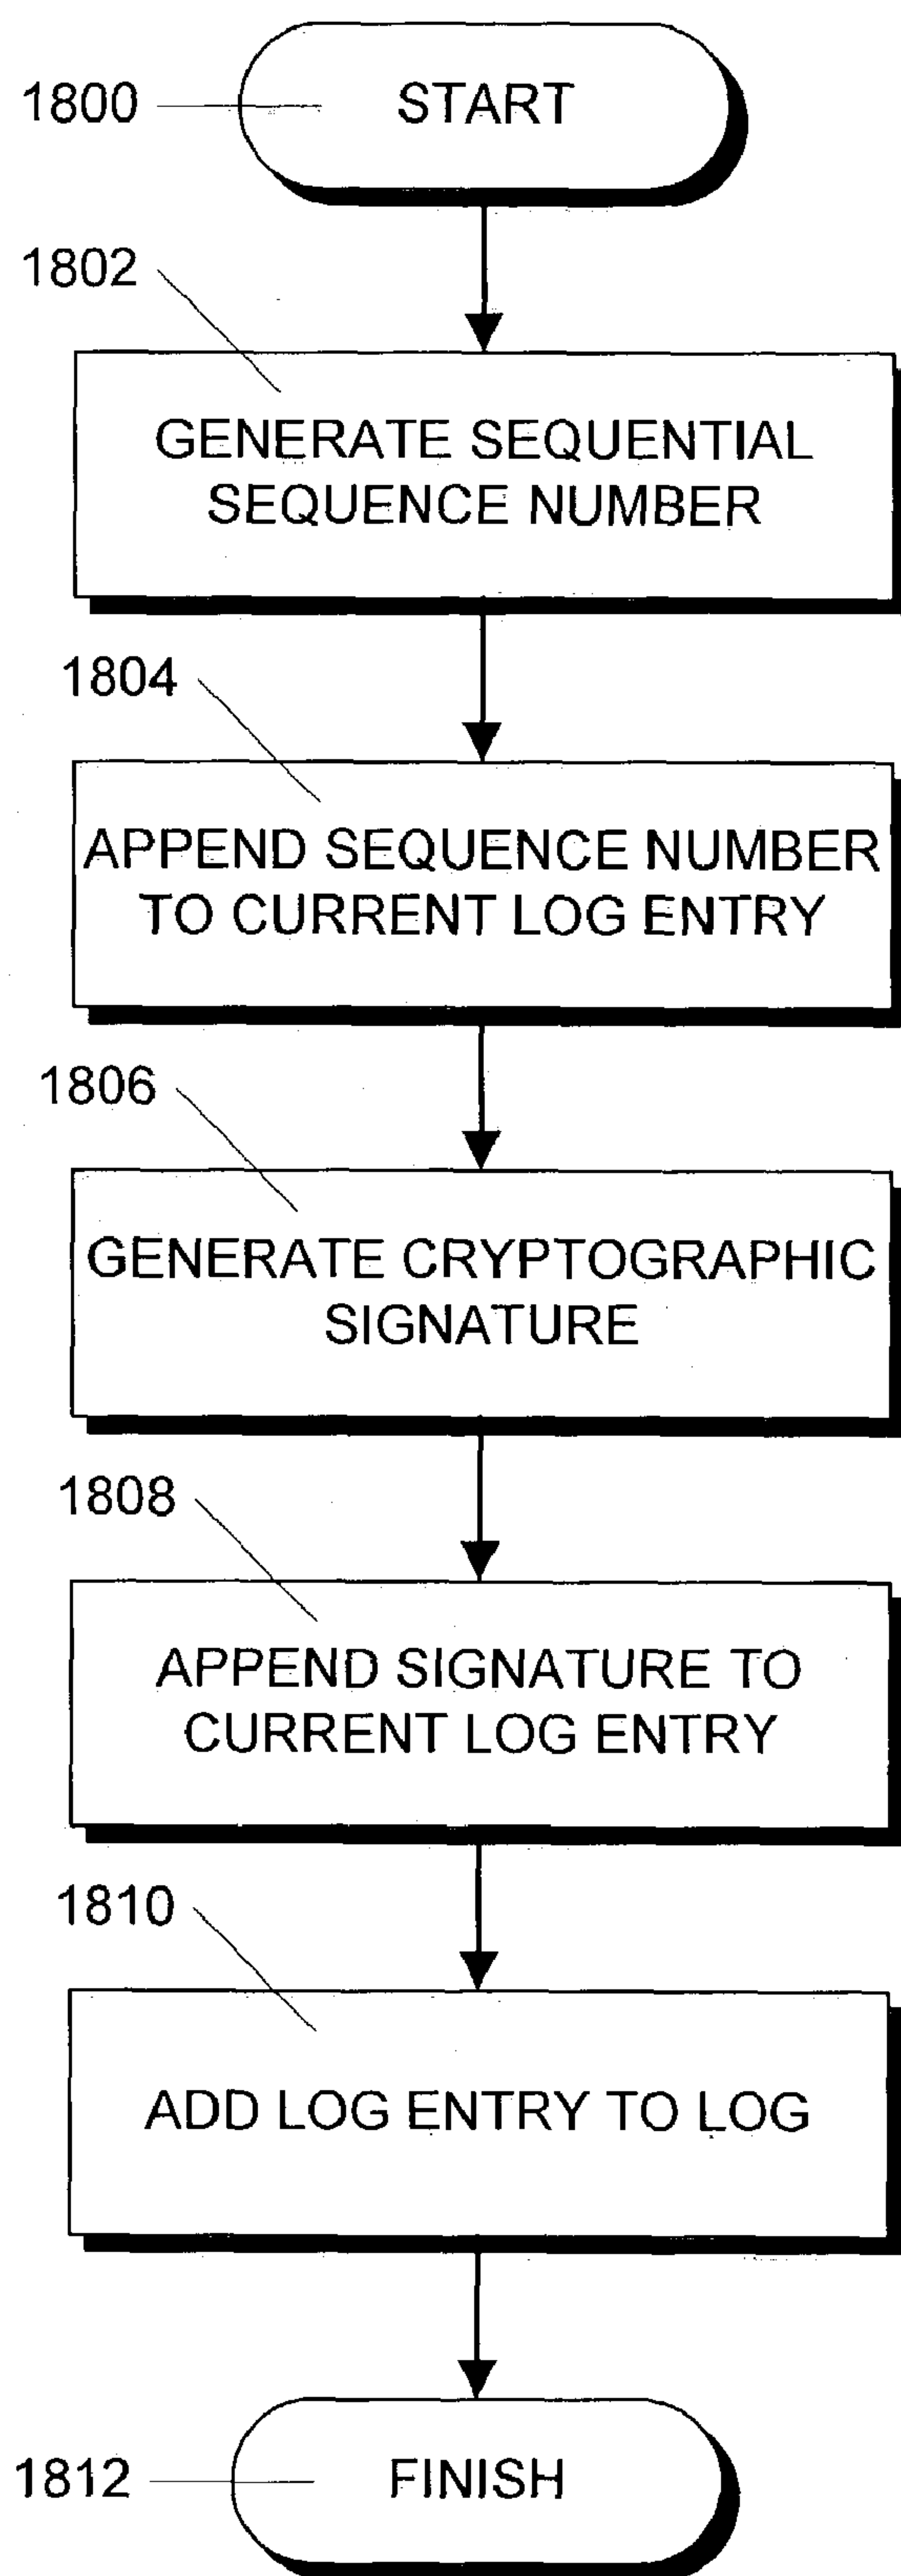 1800
START
1802
GENERATE SEQUENTIAL
SEQUENCE NUMBER
1804
APPEND SEQUENCE NUMBER
TO CURRENT LOG ENTRY
1806
GENERATE CRYPTOGRAPHIC
SIGNATURE
1808
APPEND SIGNATURE TO
CURRENT LOG ENTRY
1810
ADD LOG ENTRY TO LOG
1812
FINISH